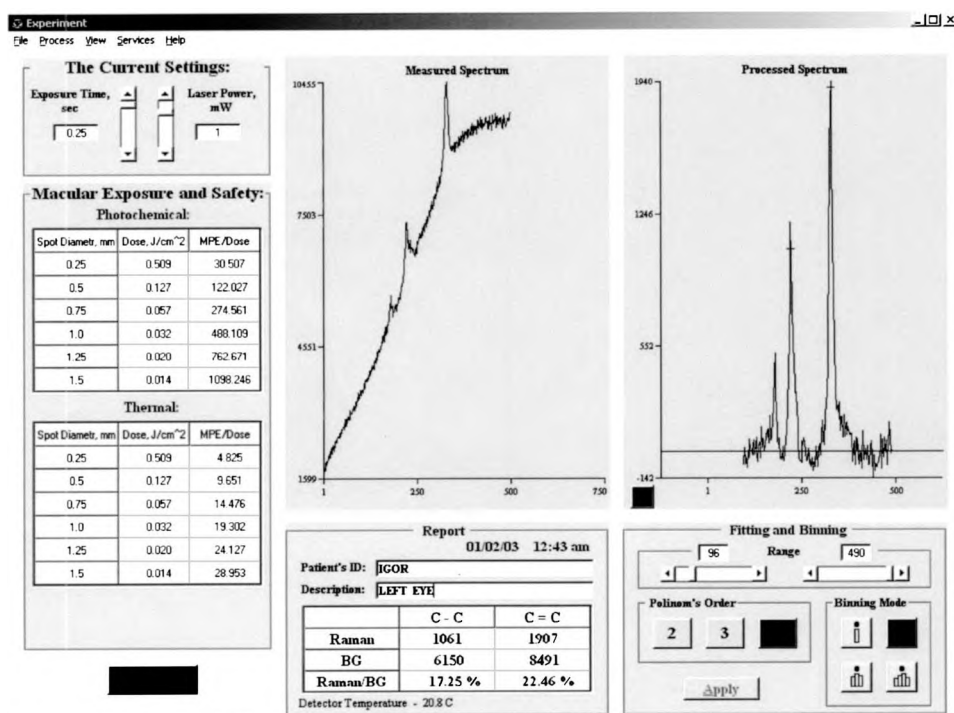 Experiment
File Process View Services Help
The Current Settings:
Exposure Time, sec
0.25
Laser Power, mW
1
Macular Exposure and Safety:
Photochemical:
Spot Diametr, mm Dose, J/cm^2 MPE/Dose
0.25 0.509 30.507
0.5 0.127 122.027
0.75 0.057 274.561
1.0 0.032 488.109
1.25 0.020 762.671
1.5 0.014 1098.246
Thermal:
Spot Diametr, mm Dose, J/cm^2 MPE/Dose
0.25 0.509 4.825
0.5 0.127 9.651
0.75 0.057 14.476
1.0 0.032 19.302
1.25 0.020 24.127
1.5 0.014 28.953
Measured Spectrum
10455
7503
4551
1599
1 250 500 750
Processed Spectrum
1940
1246
552
-142
1 250 500
Report
01/02/03 12:43 am
Patient's ID: IGOR
Description: LEFT EYE
C - C C = C
Raman 1061 1907
BG 6150 8491
Raman/BG 17.25 % 22.46 %
Detector Temperature - 20.8 C
Fitting and Binning
96 Range 490
Polinom's Order
2 3
Binning Mode
Apply